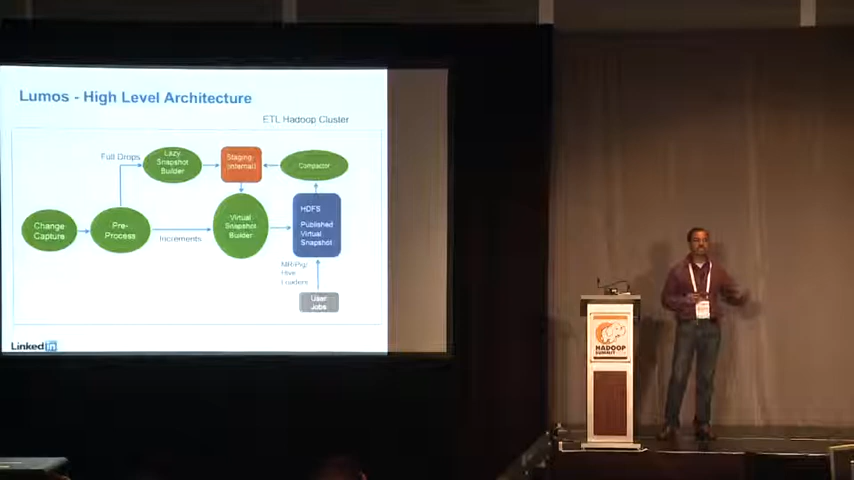 Lumos - High Level Architecture
ETL Hadoop Cluster
Full Drops
Lazy
Snapshot
Builder
Staging
(internal)
Compactor
Change
Capture
Pre-
Process
Increments
Virtual
Snapshot
Builder
HDFS
Published
Virtual
Snapshot
MR/Pig/
Hive
Loaders
User
Jobs
LinkedIn
HADOOP
SUMMIT